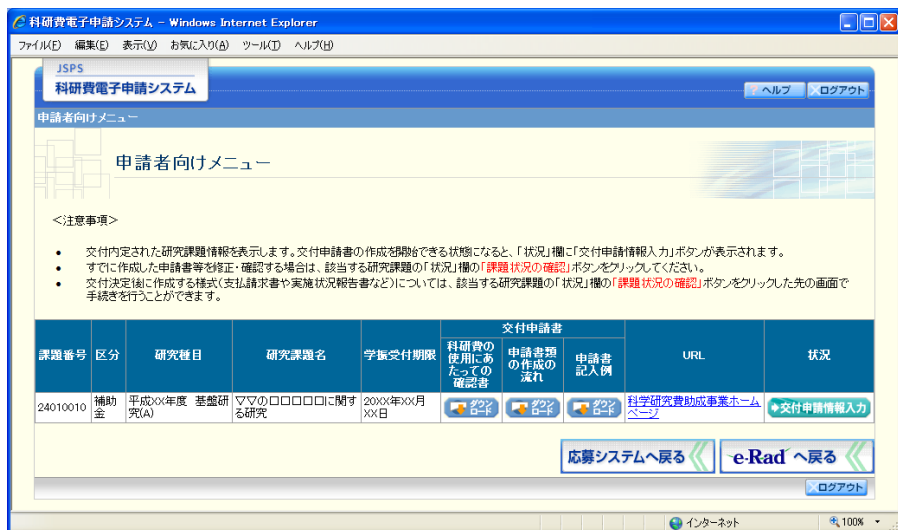 科研費電子申請システム - Windows Internet Explorer
ファイル(F) 編集(E) 表示(V) お気に入り(A) ツール(T) ヘルプ(H)
JSPS
科研費電子申請システム
? ヘルプ ログアウト
申請者向けメニュー
申請者向けメニュー
<注意事項>
• 交付内定された研究課題情報を表示します。交付申請書の作成を開始できる状態になると、「状況」欄に「交付申請情報入力」ボタンが表示されます。
• すでに作成した申請書等を修正・確認する場合は、該当する研究課題の「状況」欄の「課題状況の確認」ボタンをクリックしてください。
• 交付決定後に作成する様式(支払請求書や実施状況報告書など)については、該当する研究課題の「状況」欄の「課題状況の確認」ボタンをクリックした先の画面で
手続きを行うことができます。
交付申請書
課題番号 区分 研究種目 研究課題名 学振受付期限 科研費の 申請書類 申請書 URL 状況
使用にあ の作成の 記入例
たっての 流れ
確認書
24010010 補助 平成XX年度 基盤研 ▽▽の□□□□□に関す 20XX年XX月 ダウン ダウン ダウン 科学研究費助成事業ホーム 交付申請情報入力
金 究(A) る研究 XX日 ロード ロード ロード ページ
応募システムへ戻る e-Rad へ戻る
ログアウト
インターネット 100%